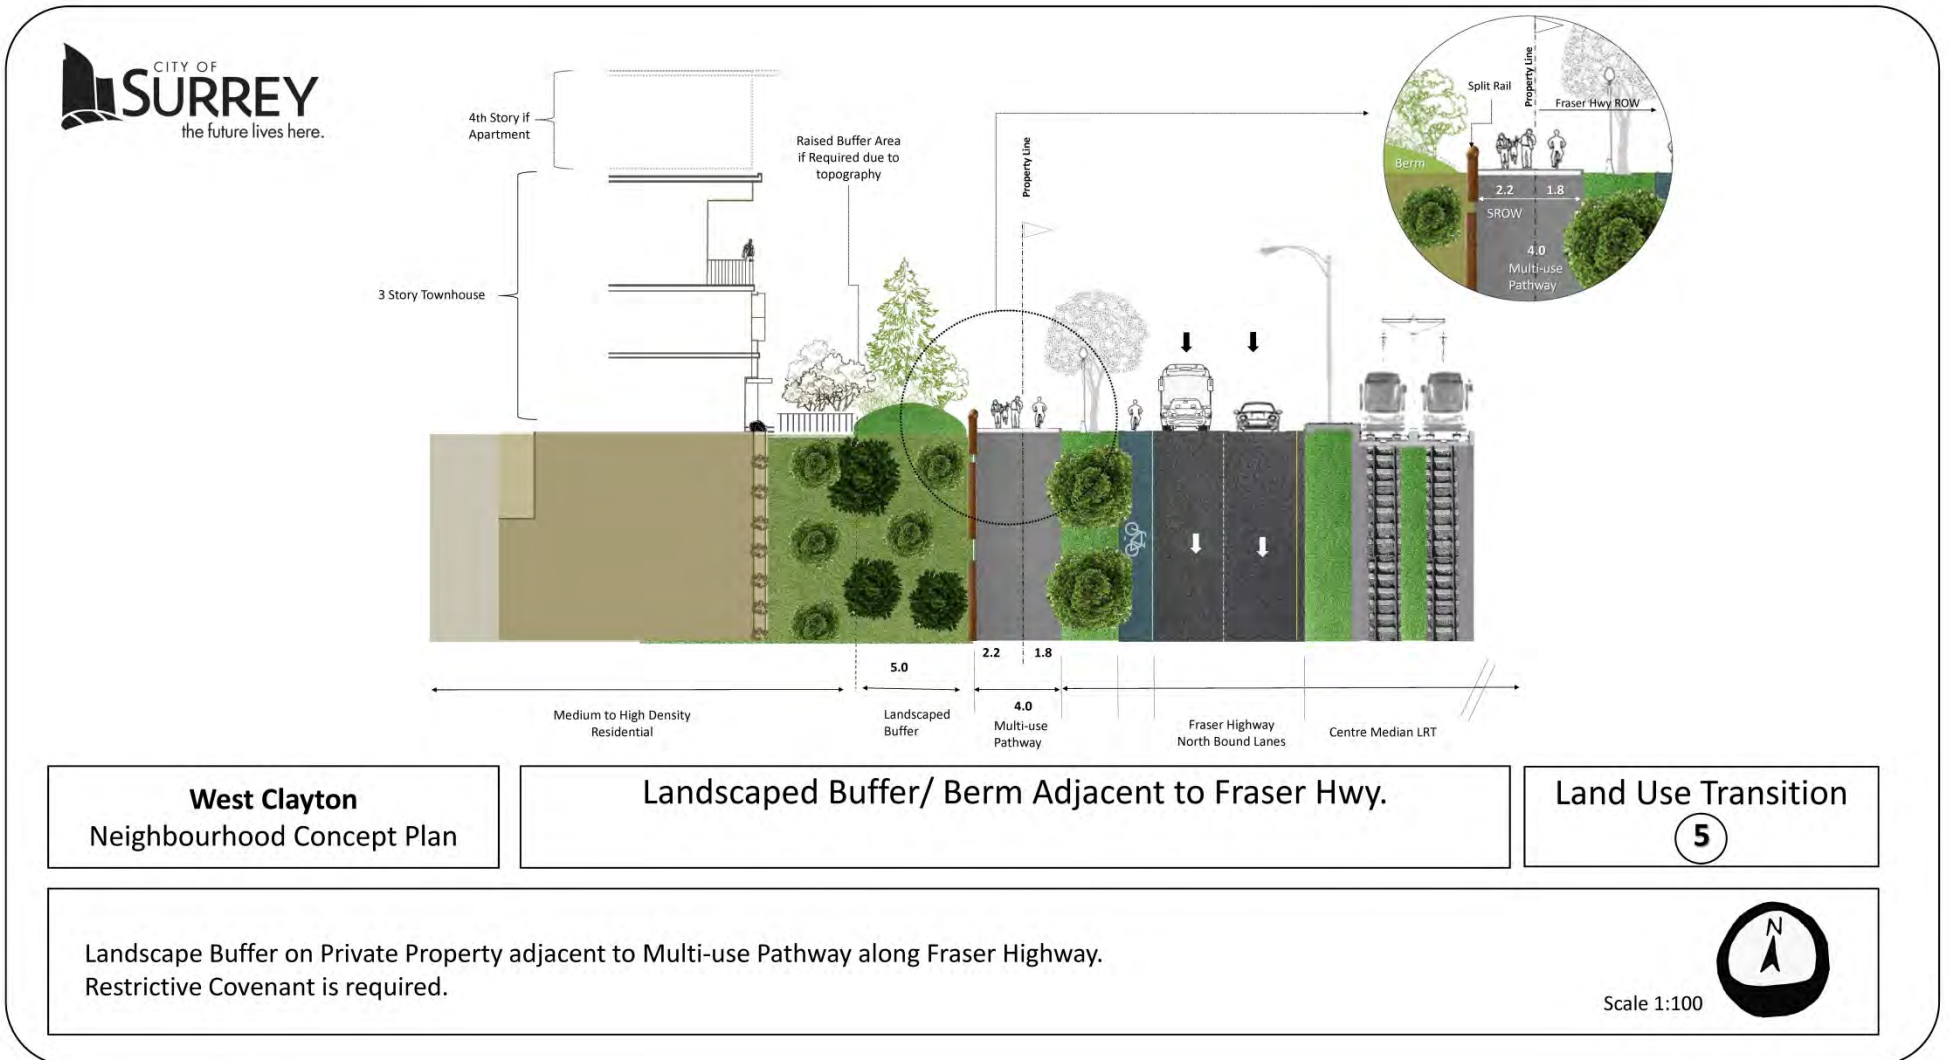 CITY OF
SURREY
the future lives here.
4th Story if
Apartment
3 Story Townhouse
Raised Buffer Area
if Required due to
topography
Property Line
Split Rail
Property Line
Fraser Hwy ROW
Berm
2.2 1.8
SROW
4.0
Multi-use
Pathway
5.0
2.2 1.8
Medium to High Density
Residential
Landscaped
Buffer
4.0
Multi-use
Pathway
Fraser Highway
North Bound Lanes
Centre Median LRT
West Clayton
Neighbourhood Concept Plan
Landscaped Buffer/ Berm Adjacent to Fraser Hwy.
Land Use Transition
5
Landscape Buffer on Private Property adjacent to Multi-use Pathway along Fraser Highway.
Restrictive Covenant is required.
Scale 1:100
N